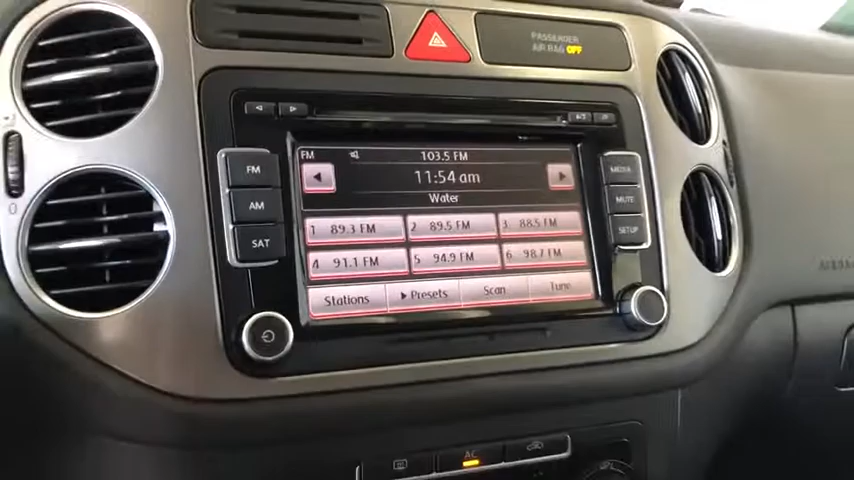 PASSENGER
AIR BAG OFF
FM
AM
SAT
FM
103.5 FM
11:54 am
Water
1 89.3 FM
2 89.5 FM
3 88.5 FM
4 91.1 FM
5 94.9 FM
6 98.7 FM
Stations
Presets
Scan
Tune
MEDIA
MUTE
SETUP
AC